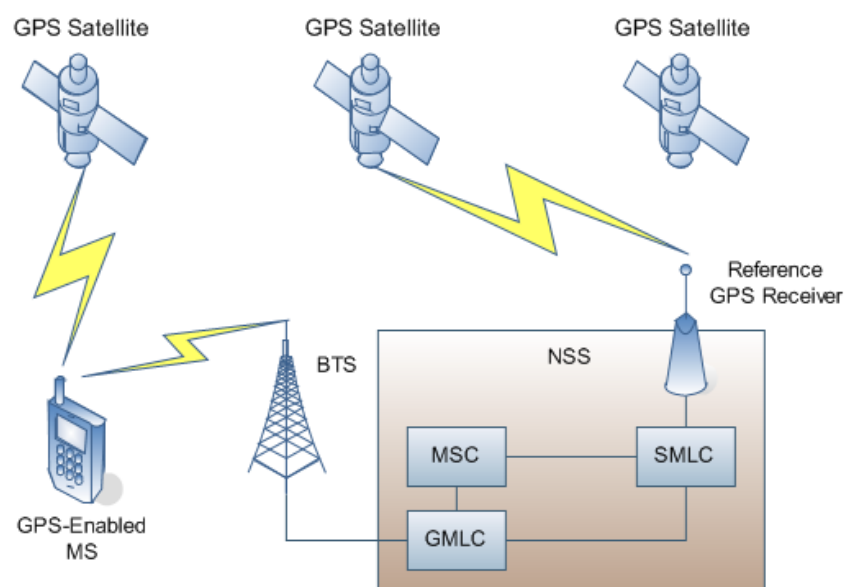 GPS Satellite
GPS Satellite
GPS Satellite
Reference
GPS Receiver
BTS
NSS
MSC
SMLC
GPS-Enabled
MS
GMLC